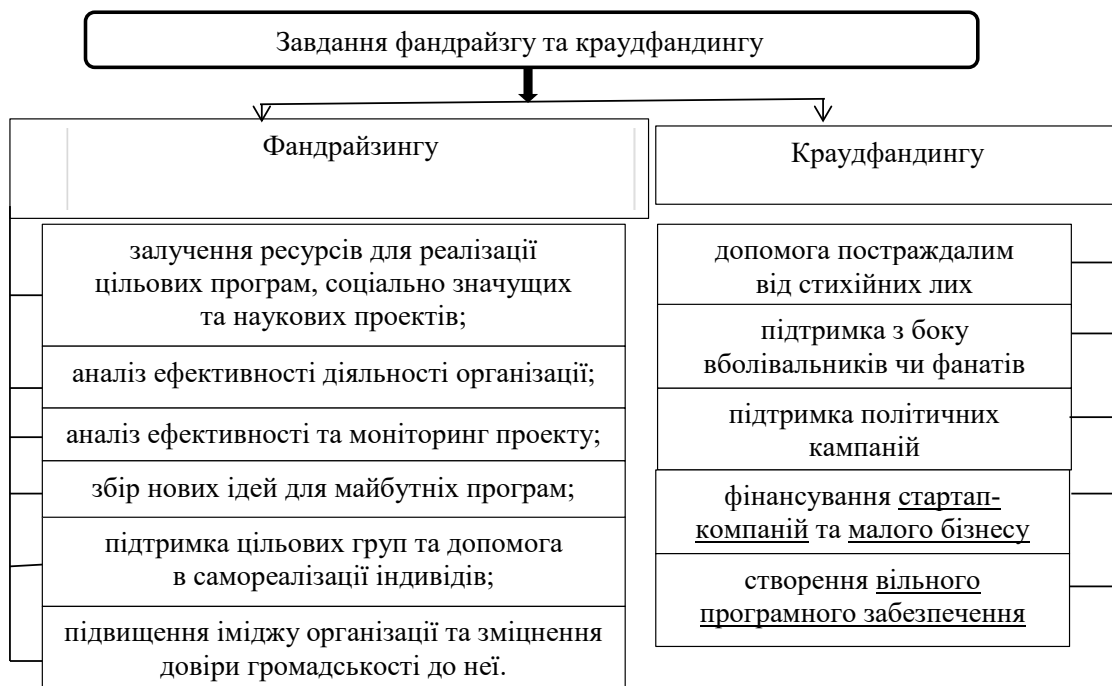 Завдання фандрайзгу та краудфандингу
Фандрайзингу
залучення ресурсів для реалізації
цільових програм, соціально значущих
та наукових проектів;
аналіз ефективності діяльності організації;
аналіз ефективності та моніторинг проекту;
збір нових ідей для майбутніх програм;
підтримка цільових груп та допомога
в самореалізації індивідів;
підвищення іміджу організації та зміцнення
довіри громадськості до неї.
Краудфандингу
допомога постраждалим
від стихійних лих
підтримка з боку
вболівальників чи фанатів
підтримка політичних
кампаній
фінансування стартап-
компаній та малого бізнесу
створення вільного
програмного забезпечення